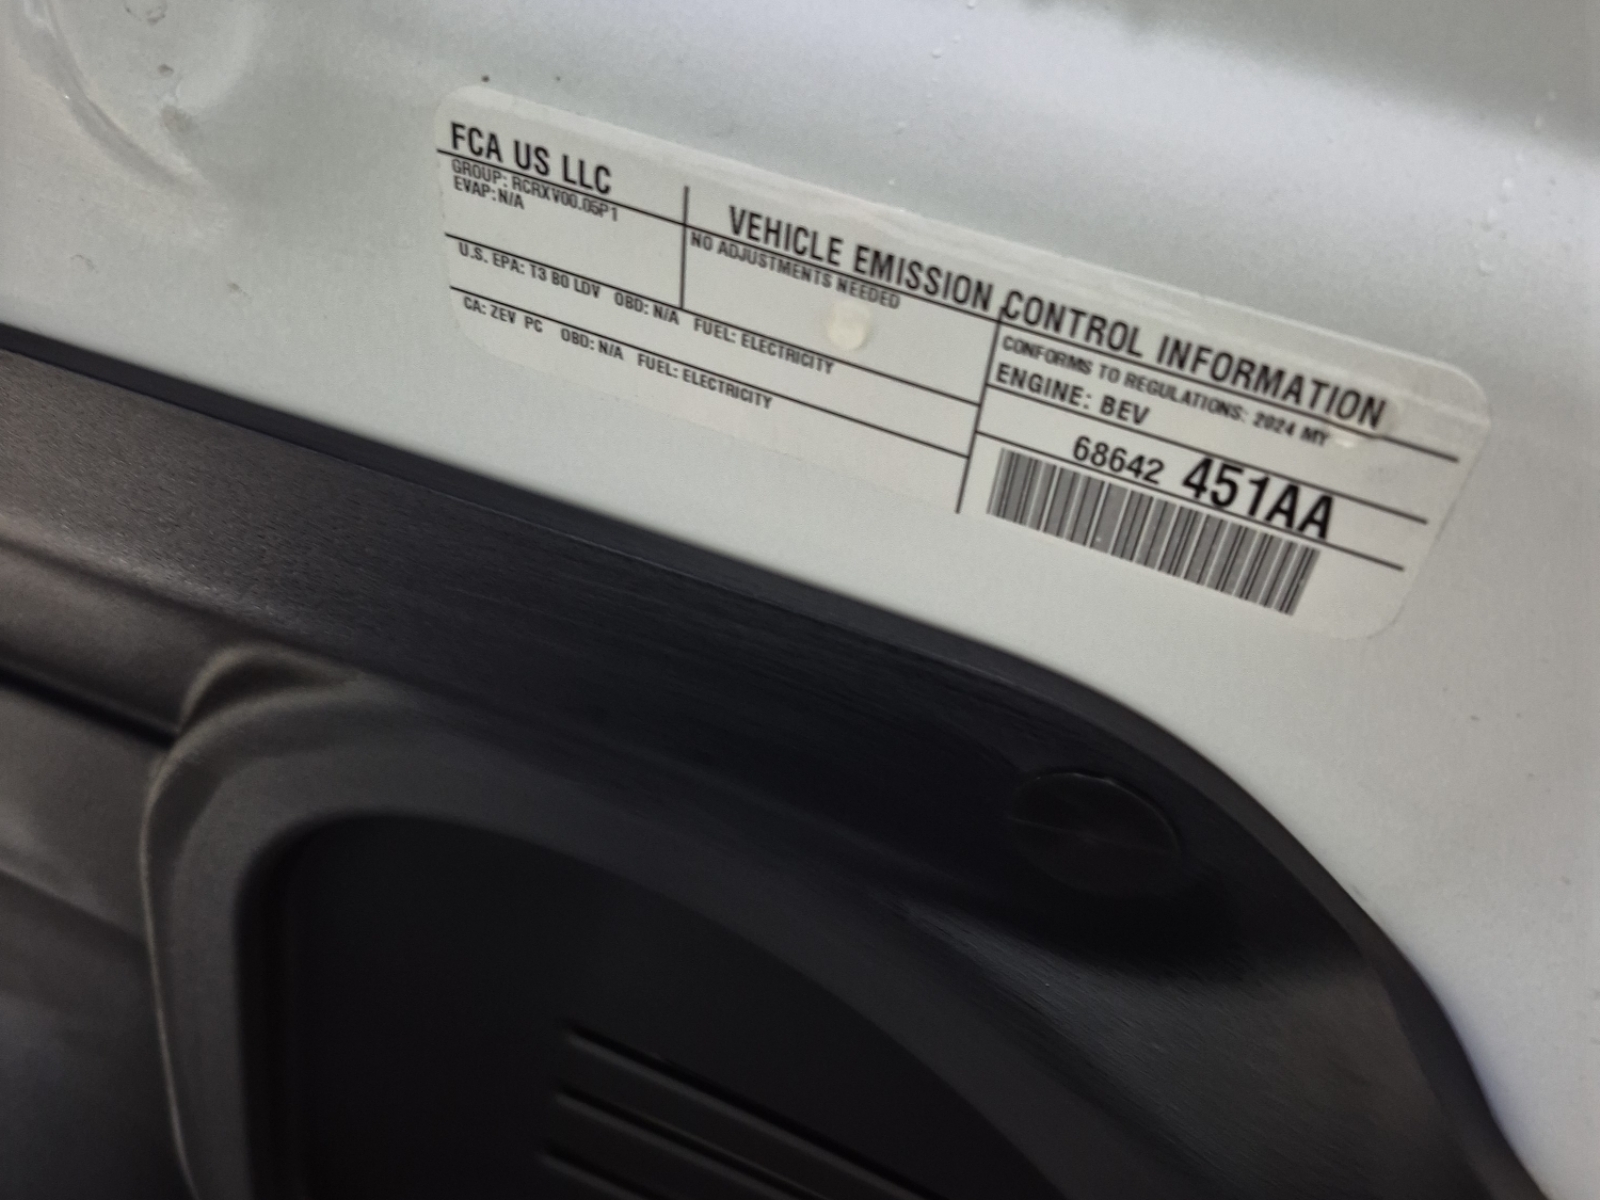 FCA US LLC
GROUP: RCRXV00.05P1
EVAP: N/A
VEHICLE EMISSION CONTROL INFORMATION
NO ADJUSTMENTS NEEDED
CONFORMS TO REGULATIONS: 2024 MY
ENGINE: BEV
U.S. EPA: T3 B0 LDV OBD: N/A FUEL: ELECTRICITY
CA: ZEV PC OBD: N/A FUEL: ELECTRICITY
68642 451AA